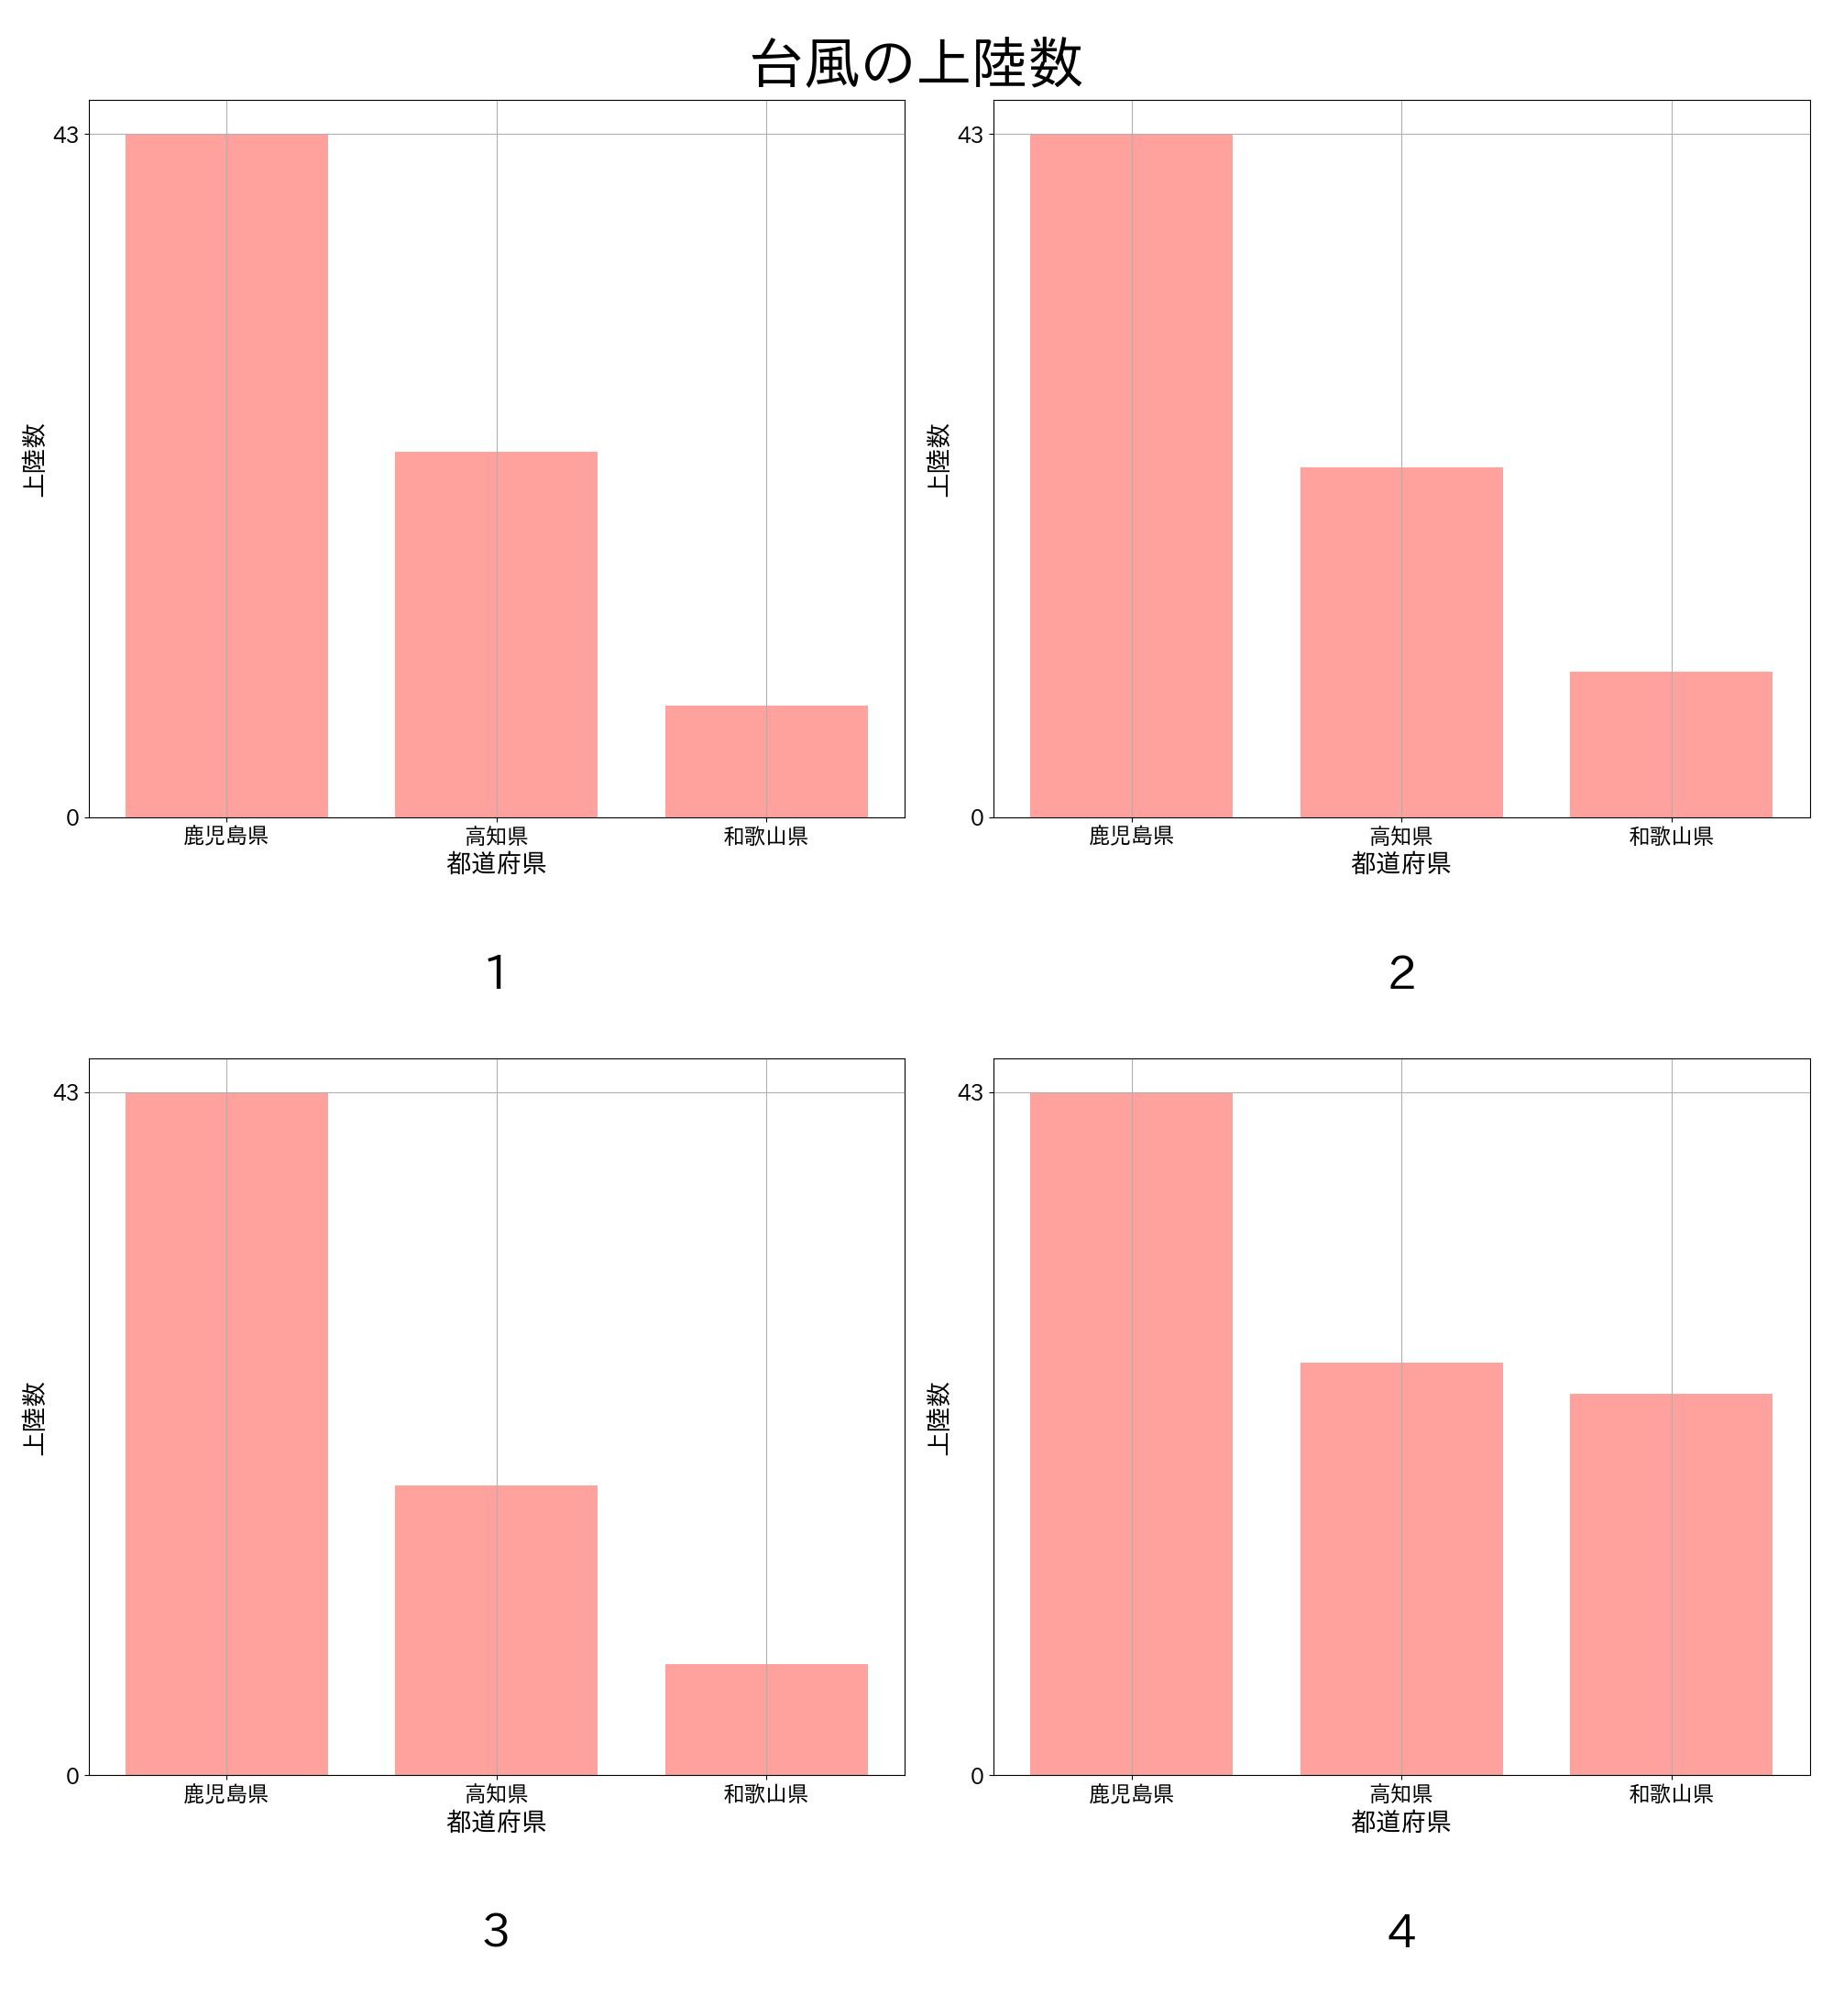 台風の上陸数
43
0
上陸数
鹿児島県 高知県 和歌山県
都道府県
1
43
0
上陸数
鹿児島県 高知県 和歌山県
都道府県
2
43
0
上陸数
鹿児島県 高知県 和歌山県
都道府県
3
43
0
上陸数
鹿児島県 高知県 和歌山県
都道府県
4